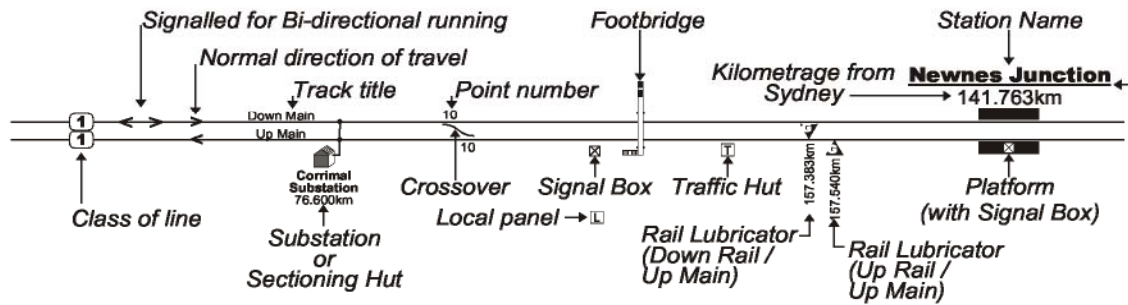 Signalled for Bi-directional running
Footbridge
Station Name
Normal direction of travel
Kilometrage from
Sydney
Newnes Junction
141.763km
Track title
Point number
Down Main
10
1
1
Up Main
10
T
Corrimal
Substation
76.600km
Class of line
Crossover
Signal Box
Traffic Hut
157.383km
157.540km
Platform
(with Signal Box)
Local panel
L
Substation
or
Sectioning Hut
Rail Lubricator
(Down Rail /
Up Main)
Rail Lubricator
(Up Rail /
Up Main)